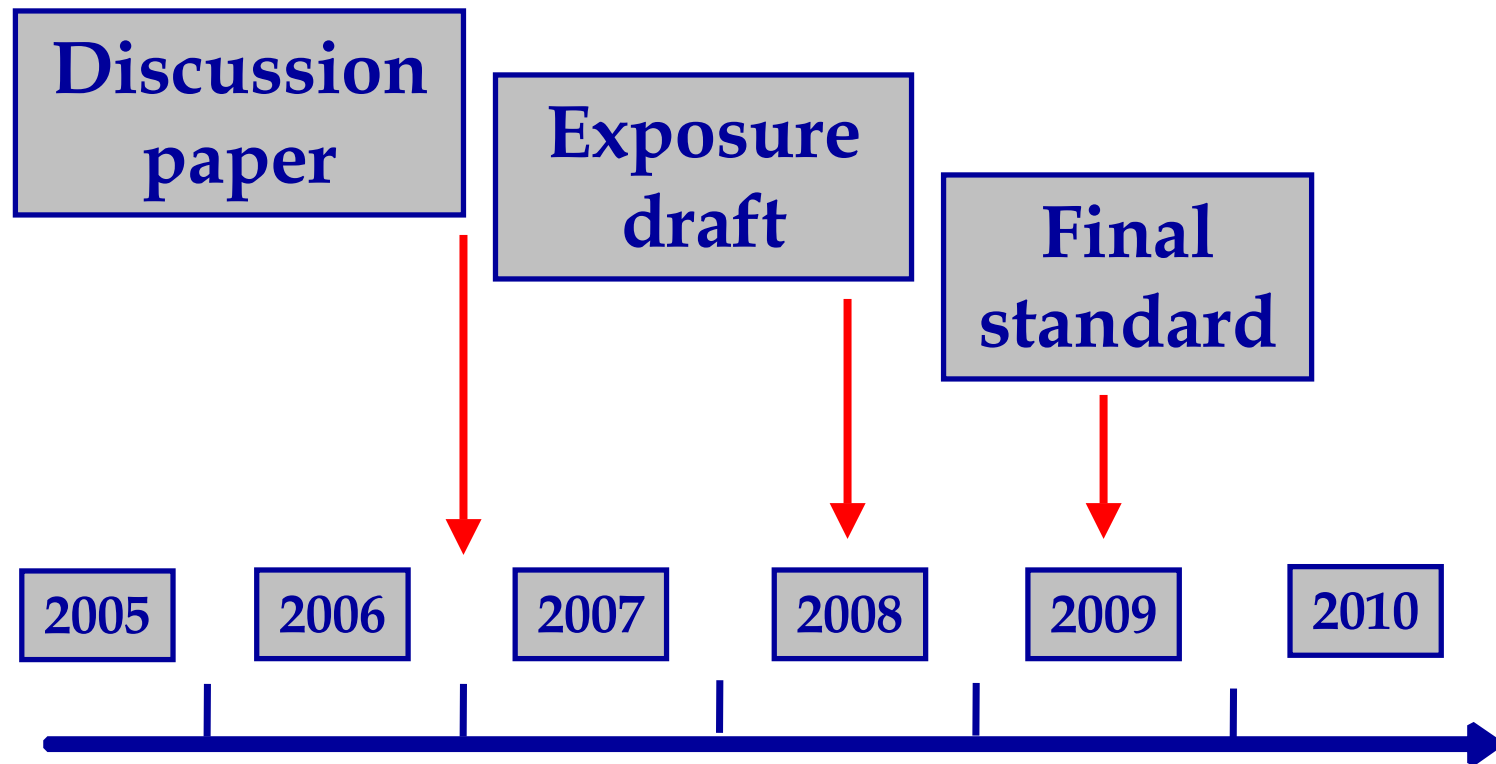 Discussion
paper
Exposure
draft
Final
standard
2005
2006
2007
2008
2009
2010